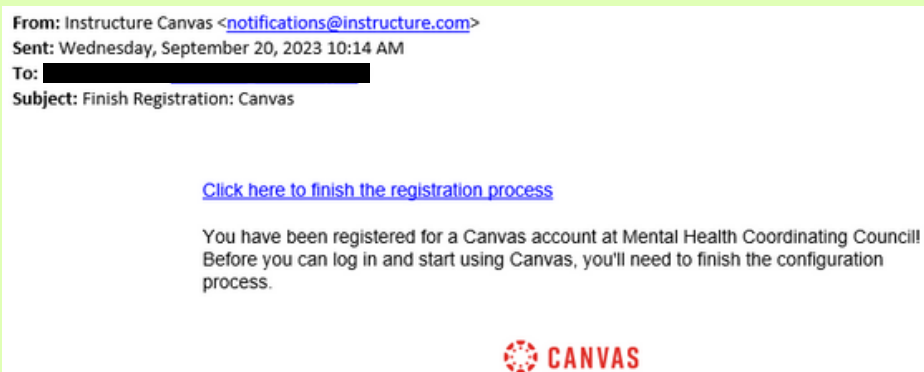 From: Instructure Canvas <notifications@instructure.com>
Sent: Wednesday, September 20, 2023 10:14 AM
To:
Subject: Finish Registration: Canvas
Click here to finish the registration process
You have been registered for a Canvas account at Mental Health Coordinating Council!
Before you can log in and start using Canvas, you'll need to finish the configuration
process.
CANVAS